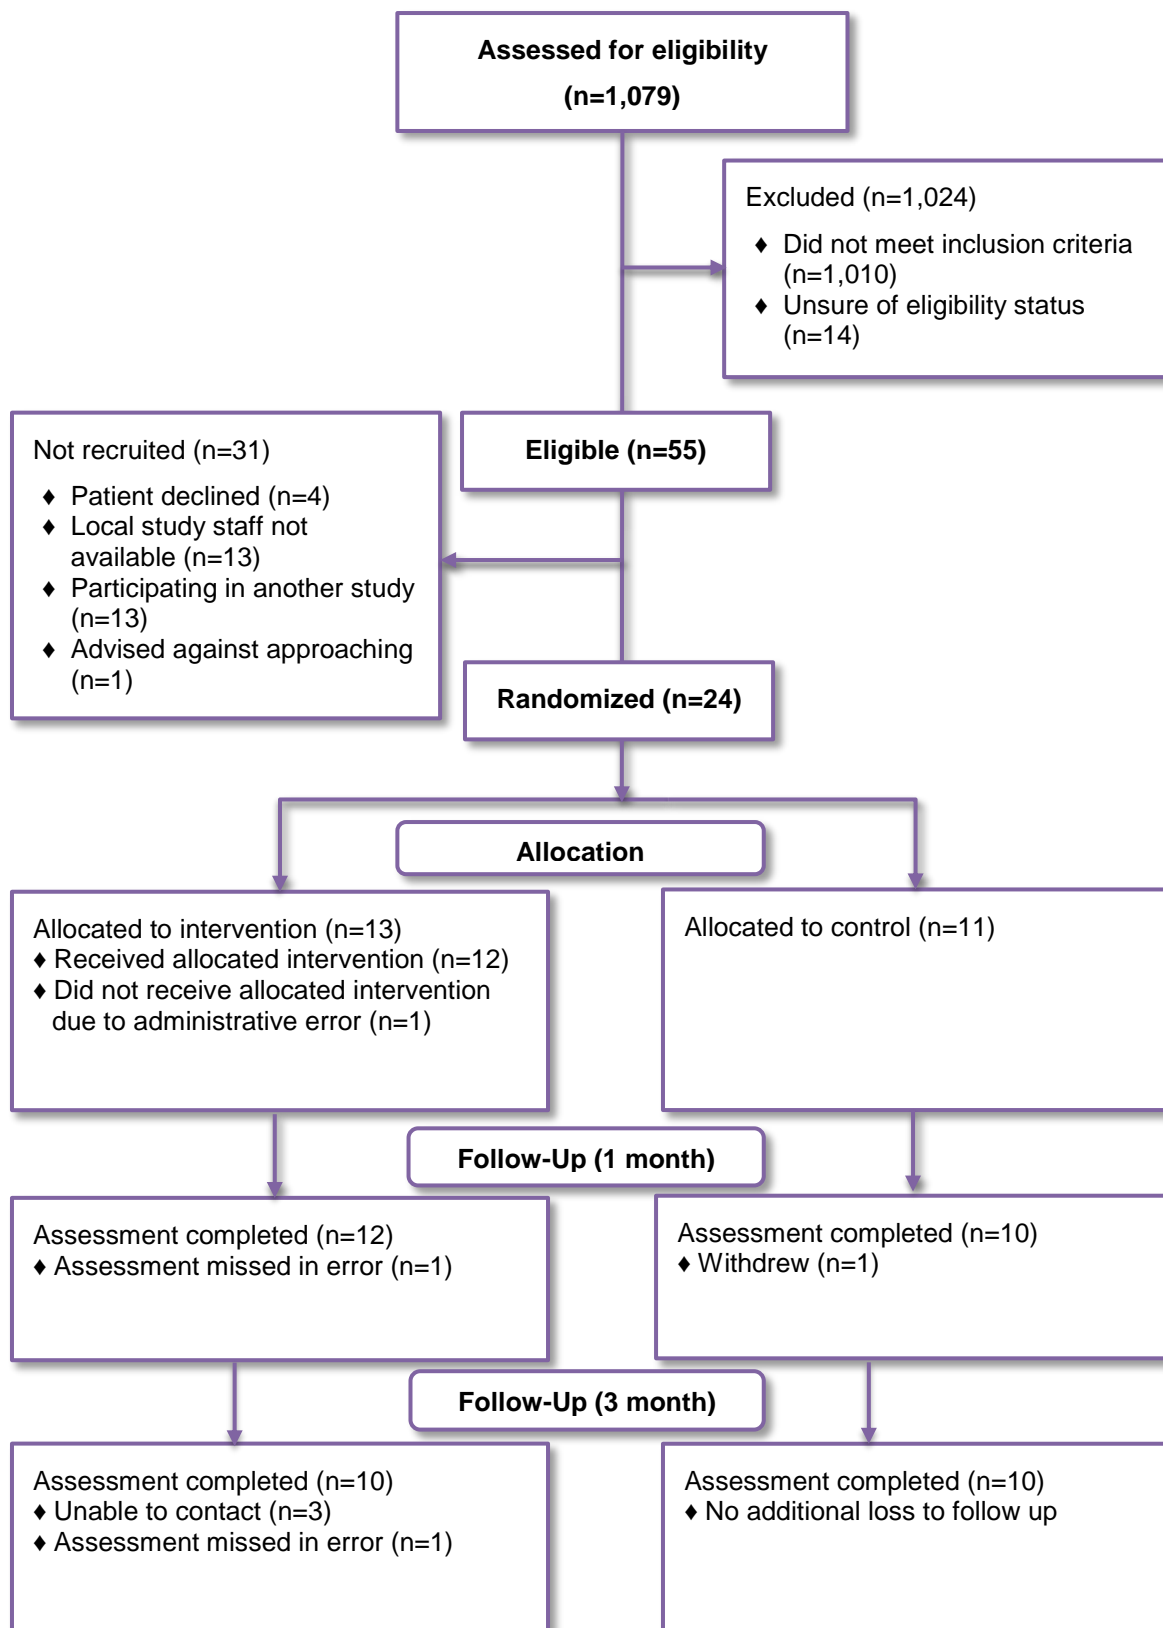 Assessed for eligibility
(n=1,079)
Excluded (n=1,024)
♦ Did not meet inclusion criteria
(n=1,010)
♦ Unsure of eligibility status
(n=14)
Eligible (n=55)
Not recruited (n=31)
♦ Patient declined (n=4)
♦ Local study staff not
available (n=13)
♦ Participating in another study
(n=13)
♦ Advised against approaching
(n=1)
Randomized (n=24)
Allocation
Allocated to intervention (n=13)
♦ Received allocated intervention (n=12)
♦ Did not receive allocated intervention
due to administrative error (n=1)
Allocated to control (n=11)
Follow-Up (1 month)
Assessment completed (n=12)
♦ Assessment missed in error (n=1)
Assessment completed (n=10)
♦ Withdrew (n=1)
Follow-Up (3 month)
Assessment completed (n=10)
♦ Unable to contact (n=3)
♦ Assessment missed in error (n=1)
Assessment completed (n=10)
♦ No additional loss to follow up